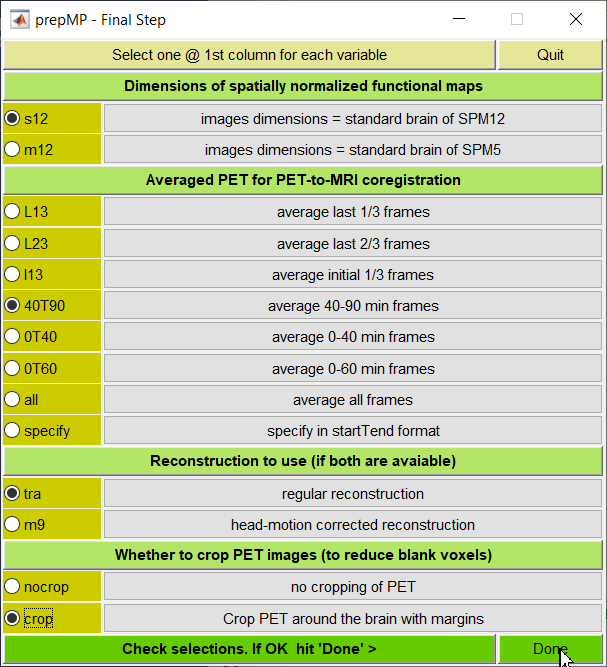 prepMP - Final Step
Select one @ 1st column for each variable Quit
Dimensions of spatially normalized functional maps
s12 images dimensions = standard brain of SPM12
m12 images dimensions = standard brain of SPM5
Averaged PET for PET-to-MRI coregistration
L13 average last 1/3 frames
L23 average last 2/3 frames
I13 average initial 1/3 frames
40T90 average 40-90 min frames
0T40 average 0-40 min frames
0T60 average 0-60 min frames
all average all frames
specify specify in startTend format
Reconstruction to use (if both are avaiable)
tra regular reconstruction
m9 head-motion corrected reconstruction
Whether to crop PET images (to reduce blank voxels)
nocrop no cropping of PET
crop Crop PET around the brain with margins
Check selections. If OK hit 'Done' > Done